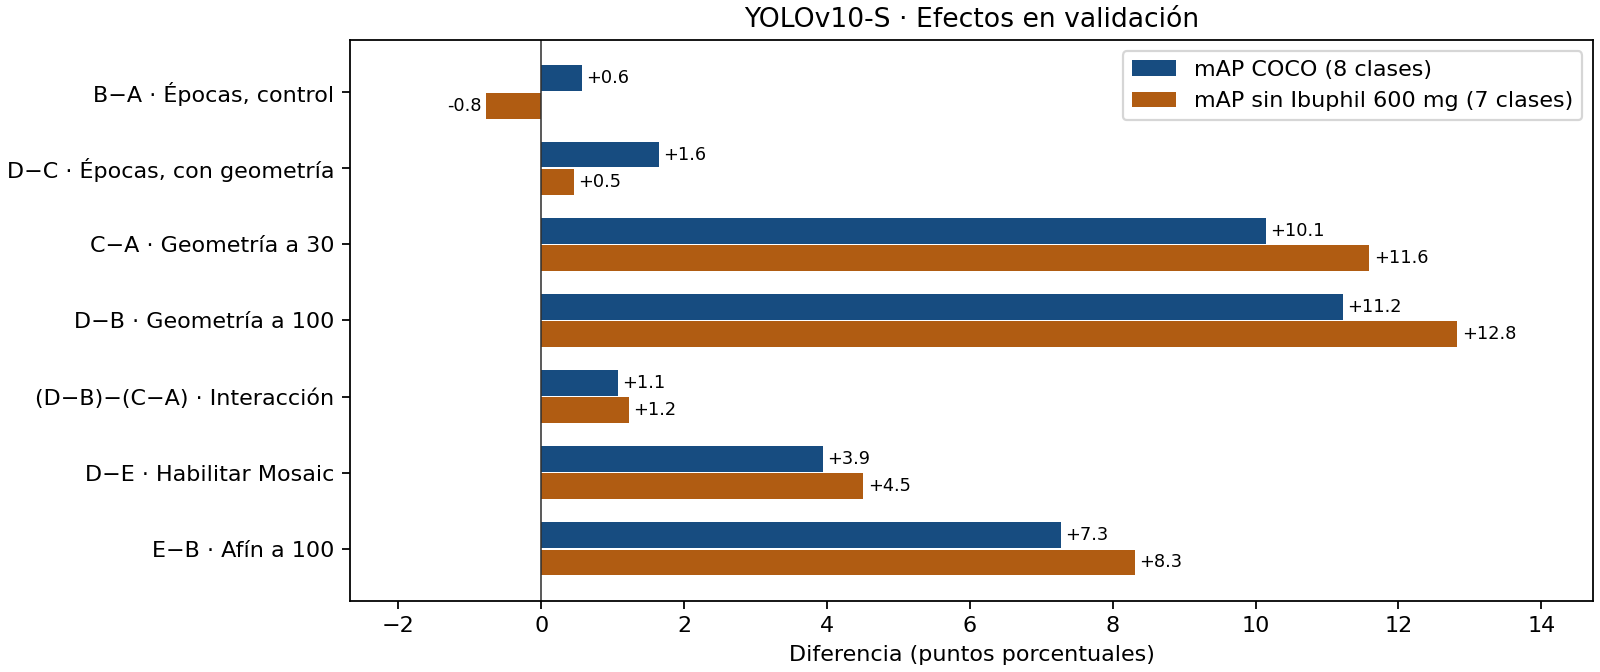 YOLOv10-S · Efectos en validación
mAP COCO (8 clases)
mAP sin Ibuphil 600 mg (7 clases)
B−A · Épocas, control
+0.6
-0.8
D−C · Épocas, con geometría
+1.6
+0.5
C−A · Geometría a 30
+10.1
+11.6
D−B · Geometría a 100
+11.2
+12.8
(D−B)−(C−A) · Interacción
+1.1
+1.2
D−E · Habilitar Mosaic
+3.9
+4.5
E−B · Afín a 100
+7.3
+8.3
−2 0 2 4 6 8 10 12 14
Diferencia (puntos porcentuales)